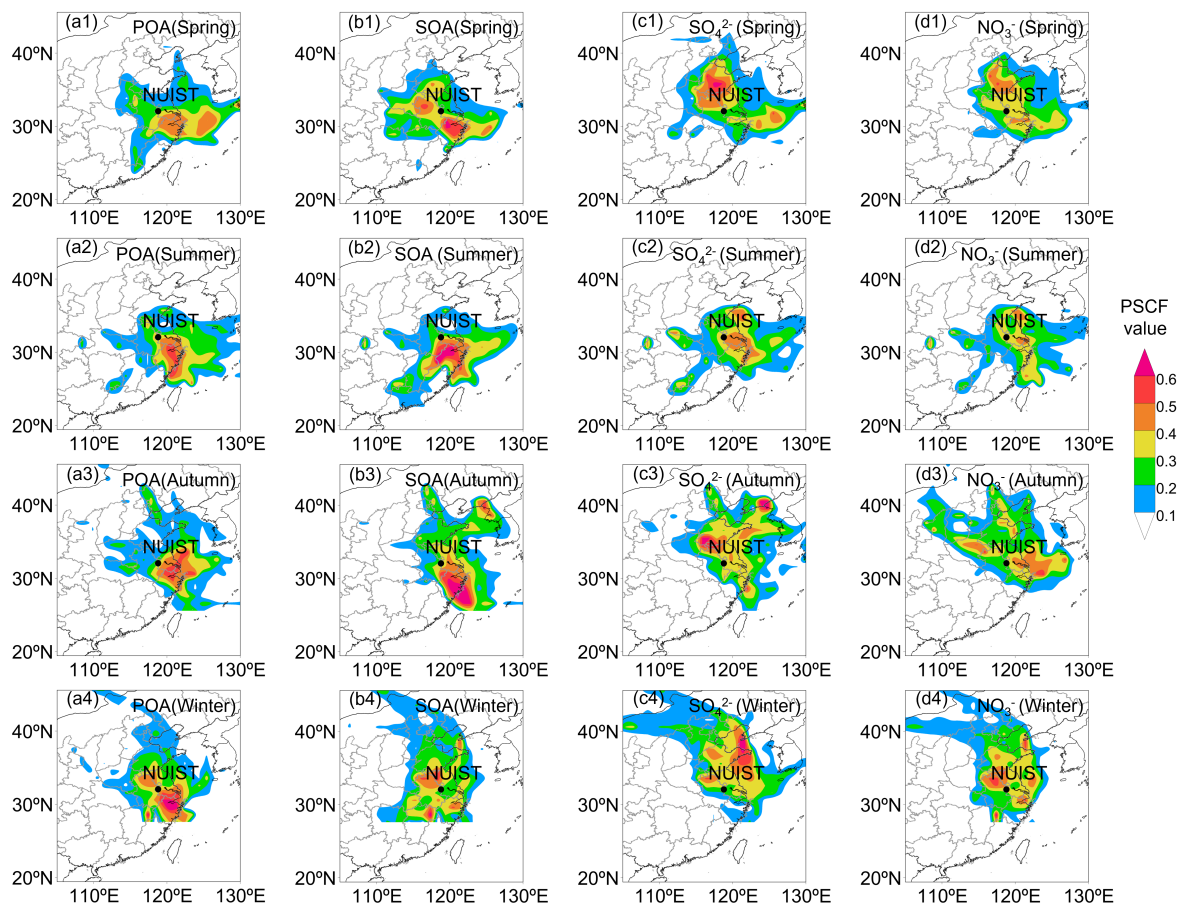 (a1) POA(Spring)
40ºN
NUIST
30ºN
20ºN
110ºE 120ºE 130ºE
(b1) SOA(Spring)
40ºN
NUIST
30ºN
20ºN
110ºE 120ºE 130ºE
(c1) SO₄²⁻ (Spring)
40ºN
NUIST
30ºN
20ºN
110ºE 120ºE 130ºE
(d1) NO₃⁻ (Spring)
40ºN
NUIST
30ºN
20ºN
110ºE 120ºE 130ºE
(a2) POA(Summer)
40ºN
NUIST
30ºN
20ºN
110ºE 120ºE 130ºE
(b2) SOA (Summer)
40ºN
NUIST
30ºN
20ºN
110ºE 120ºE 130ºE
(c2) SO₄²⁻ (Summer)
40ºN
NUIST
30ºN
20ºN
110ºE 120ºE 130ºE
(d2) NO₃⁻ (Summer)
40ºN
NUIST
30ºN
20ºN
110ºE 120ºE 130ºE
PSCF
value
0.6
0.5
0.4
0.3
0.2
0.1
(a3) POA(Autumn)
40ºN
NUIST
30ºN
20ºN
110ºE 120ºE 130ºE
(b3) SOA(Autumn)
40ºN
NUIST
30ºN
20ºN
110ºE 120ºE 130ºE
(c3) SO₄²⁻ (Autumn)
40ºN
NUIST
30ºN
20ºN
110ºE 120ºE 130ºE
(d3) NO₃⁻ (Autumn)
40ºN
NUIST
30ºN
20ºN
110ºE 120ºE 130ºE
(a4) POA(Winter)
40ºN
NUIST
30ºN
20ºN
110ºE 120ºE 130ºE
(b4) SOA(Winter)
40ºN
NUIST
30ºN
20ºN
110ºE 120ºE 130ºE
(c4) SO₄²⁻ (Winter)
40ºN
NUIST
30ºN
20ºN
110ºE 120ºE 130ºE
(d4) NO₃⁻ (Winter)
40ºN
NUIST
30ºN
20ºN
110ºE 120ºE 130ºE